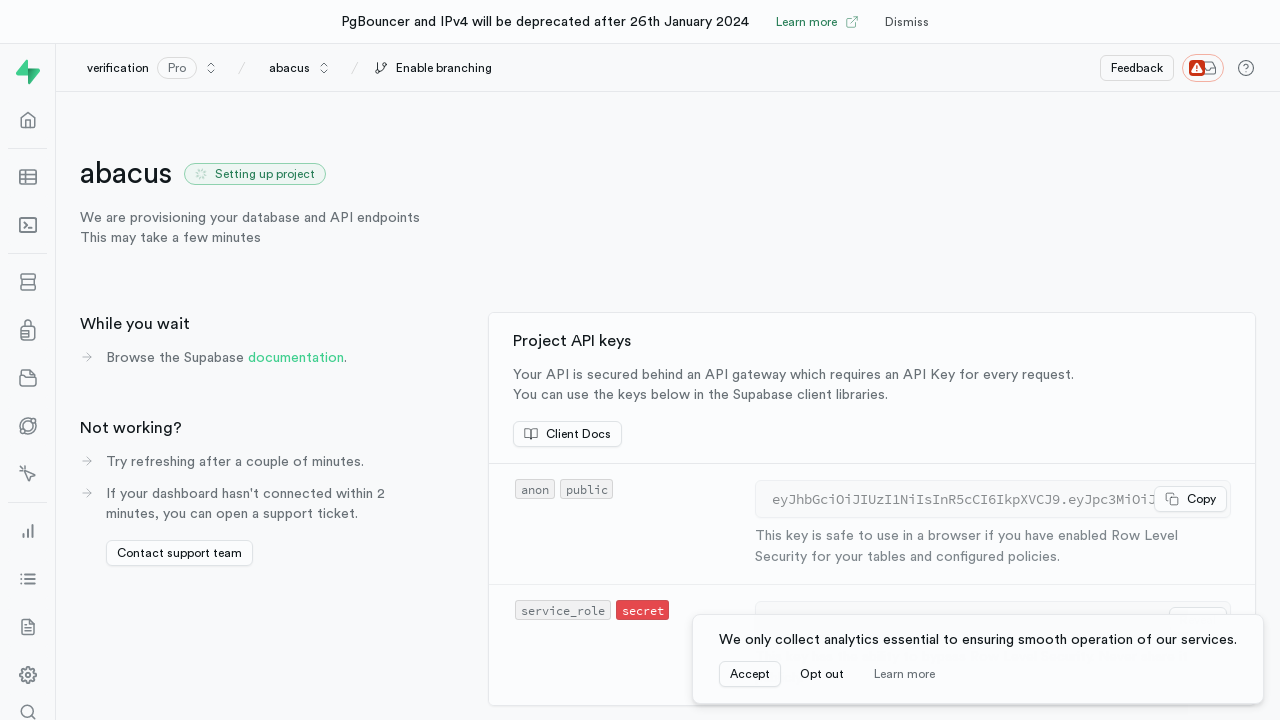 PgBouncer and IPv4 will be deprecated after 26th January 2024 Learn more Dismiss
verification Pro / abacus / Enable branching Feedback
abacus Setting up project
We are provisioning your database and API endpoints
This may take a few minutes
While you wait
Browse the Supabase documentation.
Not working?
Try refreshing after a couple of minutes.
If your dashboard hasn't connected within 2
minutes, you can open a support ticket.
Contact support team
Project API keys
Your API is secured behind an API gateway which requires an API Key for every request.
You can use the keys below in the Supabase client libraries.
Client Docs
anon public eyJhbGciOiJIUzI1NiIsInR5cCI6IkpXVCJ9.eyJpc3MiOiJ Copy
This key is safe to use in a browser if you have enabled Row Level
Security for your tables and configured policies.
service_role secret
We only collect analytics essential to ensuring smooth operation of our services.
Accept Opt out Learn more